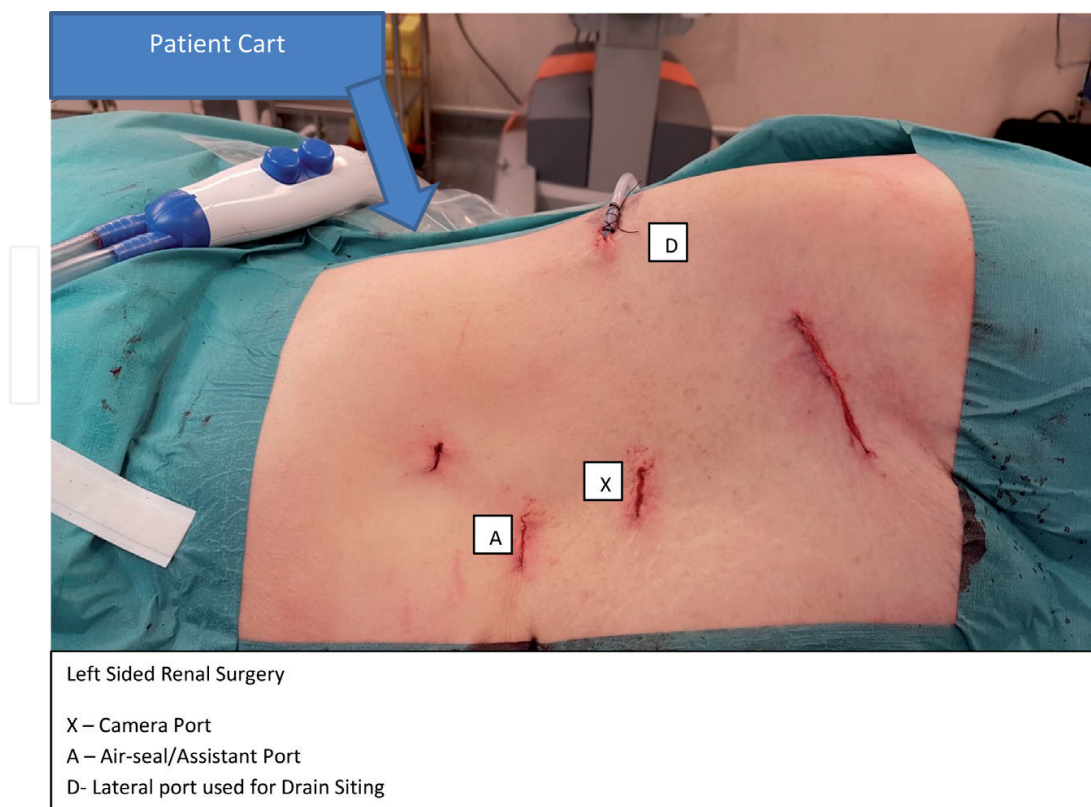 Patient Cart
D
X
A
Left Sided Renal Surgery
X – Camera Port
A – Air-seal/Assistant Port
D- Lateral port used for Drain Siting